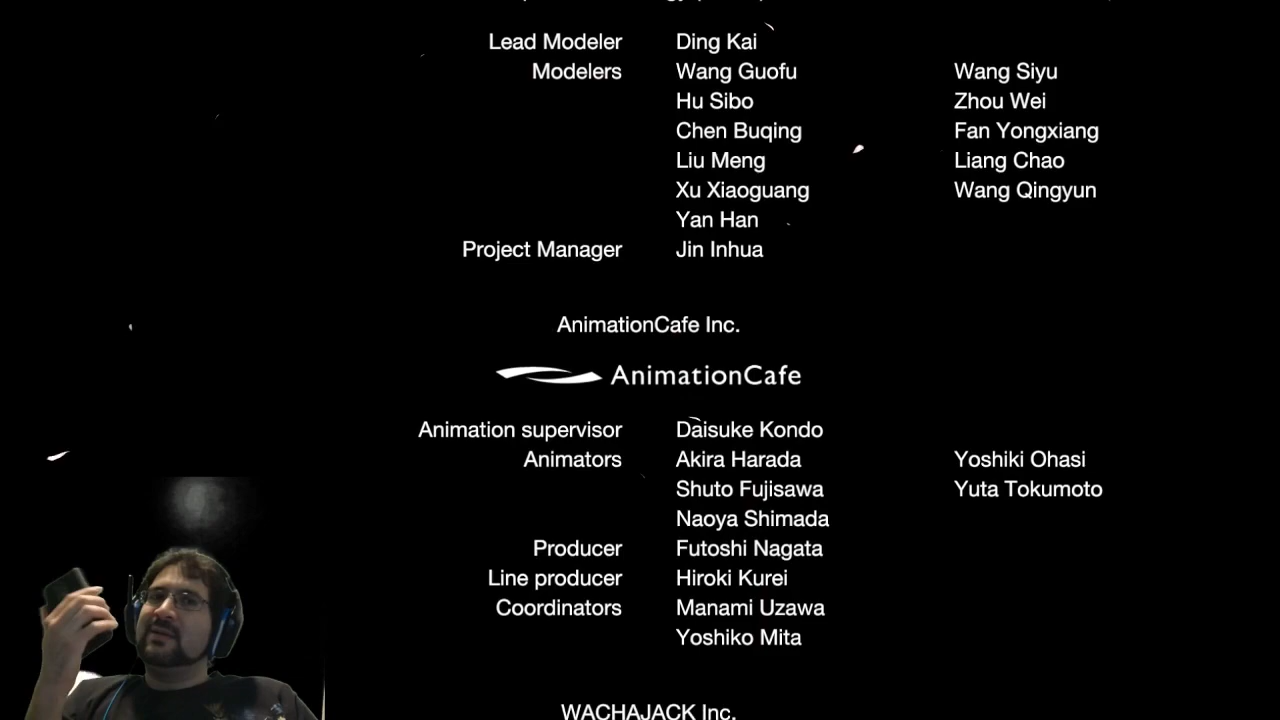 Lead Modeler Ding Kai
Modelers Wang Guofu Wang Siyu
Hu Sibo Zhou Wei
Chen Buqing Fan Yongxiang
Liu Meng Liang Chao
Xu Xiaoguang Wang Qingyun
Yan Han
Project Manager Jin Inhua
AnimationCafe Inc.
AnimationCafe
Animation supervisor Daisuke Kondo
Animators Akira Harada Yoshiki Ohasi
Shuto Fujisawa Yuta Tokumoto
Naoya Shimada
Producer Futoshi Nagata
Line producer Hiroki Kurei
Coordinators Manami Uzawa
Yoshiko Mita
WACHAJACK Inc.